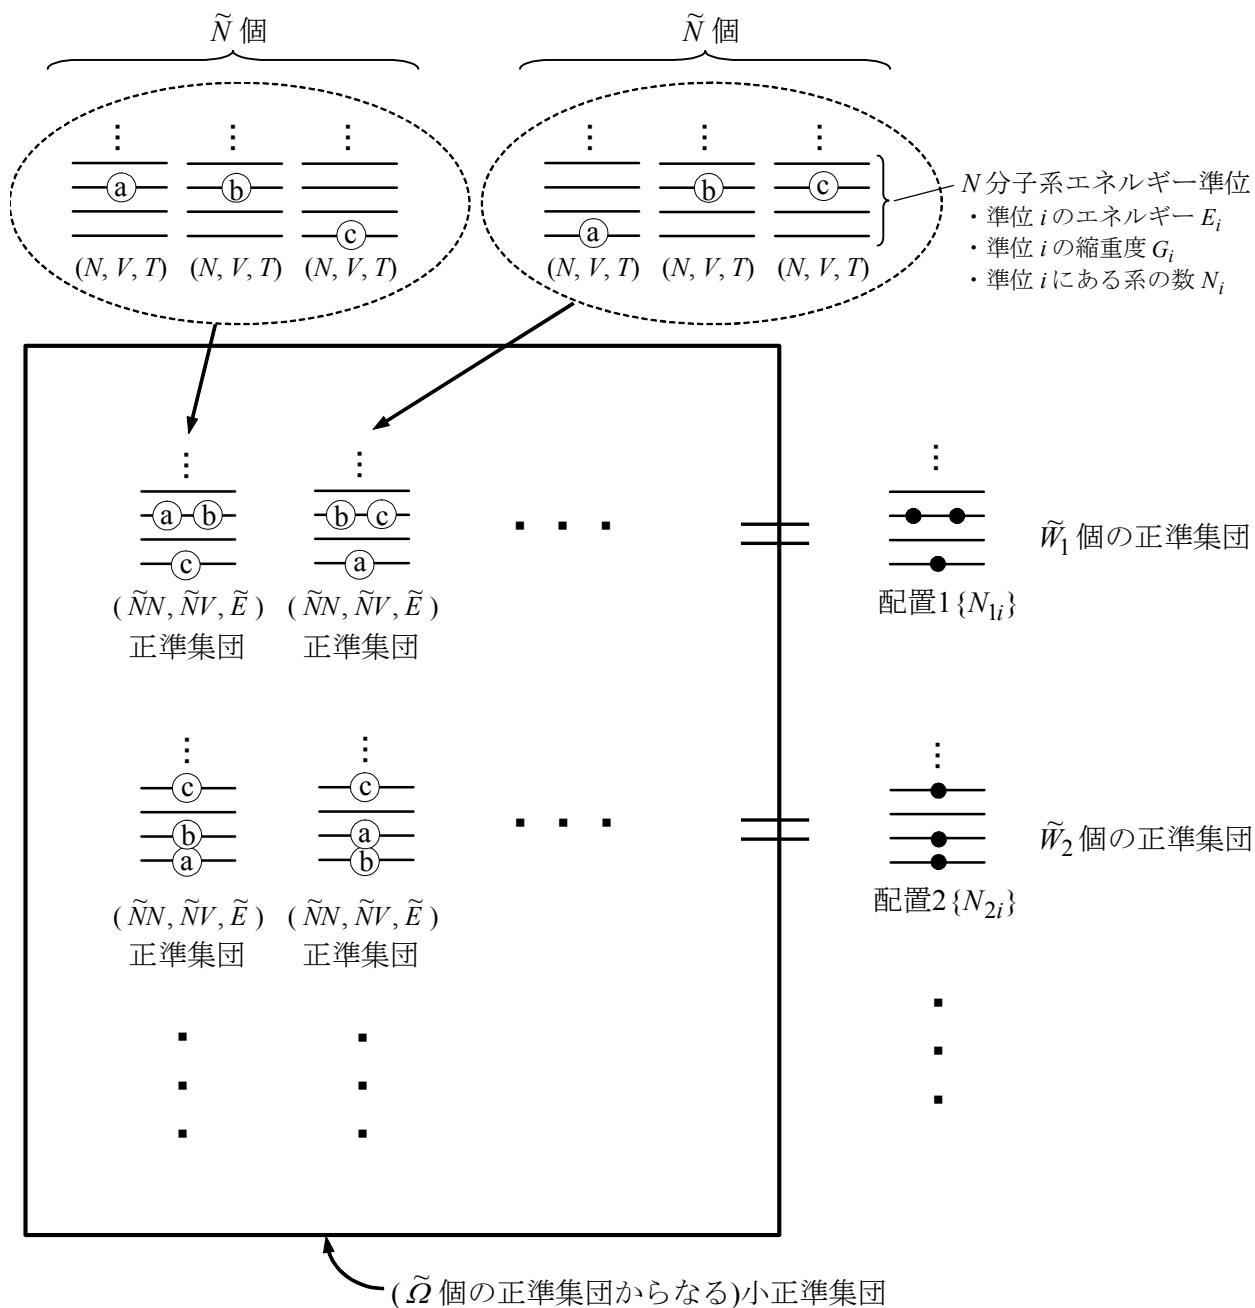 Ñ 個
Ñ 個
a
b
c
a
b
c
(N, V, T) (N, V, T) (N, V, T)
(N, V, T) (N, V, T) (N, V, T)
N 分子系エネルギー準位
・準位 i のエネルギー E_i
・準位 i の縮重度 G_i
・準位 i にある系の数 N_i
a b
c
b c
a
(ÑN, ÑV, Ẽ)
正準集団
(ÑN, ÑV, Ẽ)
正準集団
配置1 {N_{1i}}
W̃_1 個の正準集団
c
b
a
c
a
b
(ÑN, ÑV, Ẽ)
正準集団
(ÑN, ÑV, Ẽ)
正準集団
配置2 {N_{2i}}
W̃_2 個の正準集団
(Ω̃ 個の正準集団からなる)小正準集団